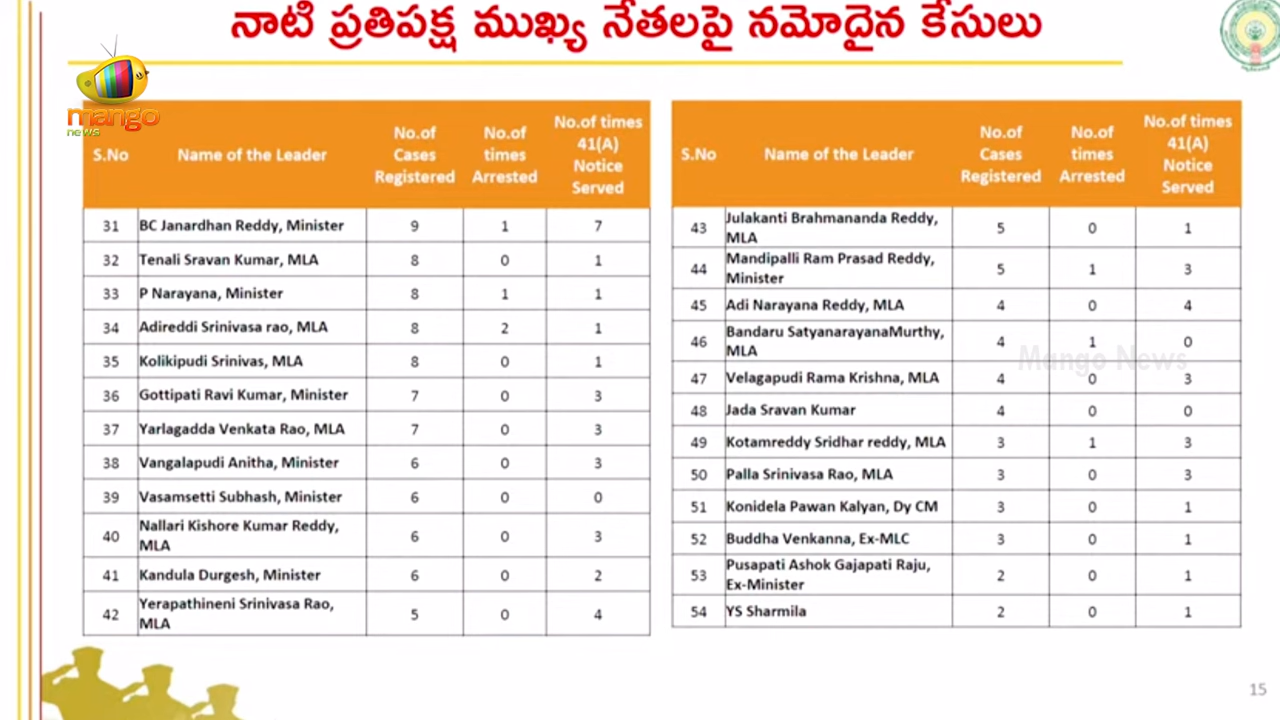 నాటి ప్రతిపక్ష ముఖ్య నేతలపై నమోదైన కేసులు
mango
news
S.No Name of the Leader No.of Cases Registered No.of times Arrested No.of times 41(A) Notice Served
31 BC Janardhan Reddy, Minister 9 1 7
32 Tenali Sravan Kumar, MLA 8 0 1
33 P Narayana, Minister 8 1 1
34 Adireddi Srinivasa rao, MLA 8 2 1
35 Kolikipudi Srinivas, MLA 8 0 1
36 Gottipati Ravi Kumar, Minister 7 0 3
37 Yarlagadda Venkata Rao, MLA 7 0 3
38 Vangalapudi Anitha, Minister 6 0 3
39 Vasamsetti Subhash, Minister 6 0 0
40 Nallari Kishore Kumar Reddy, MLA 6 0 3
41 Kandula Durgesh, Minister 6 0 2
42 Yerapathineni Srinivasa Rao, MLA 5 0 4
S.No Name of the Leader No.of Cases Registered No.of times Arrested No.of times 41(A) Notice Served
43 Julakanti Brahmananda Reddy, MLA 5 0 1
44 Mandipalli Ram Prasad Reddy, Minister 5 1 3
45 Adi Narayana Reddy, MLA 4 0 4
46 Bandaru SatyanarayanaMurthy, MLA 4 1 0
47 Velagapudi Rama Krishna, MLA 4 0 3
48 Jada Sravan Kumar 4 0 0
49 Kotamreddy Sridhar reddy, MLA 3 1 3
50 Palla Srinivasa Rao, MLA 3 0 3
51 Konidela Pawan Kalyan, Dy CM 3 0 1
52 Buddha Venkanna, Ex-MLC 3 0 1
53 Pusapati Ashok Gajapati Raju, Ex-Minister 2 0 1
54 YS Sharmila 2 0 1
Mango News
15